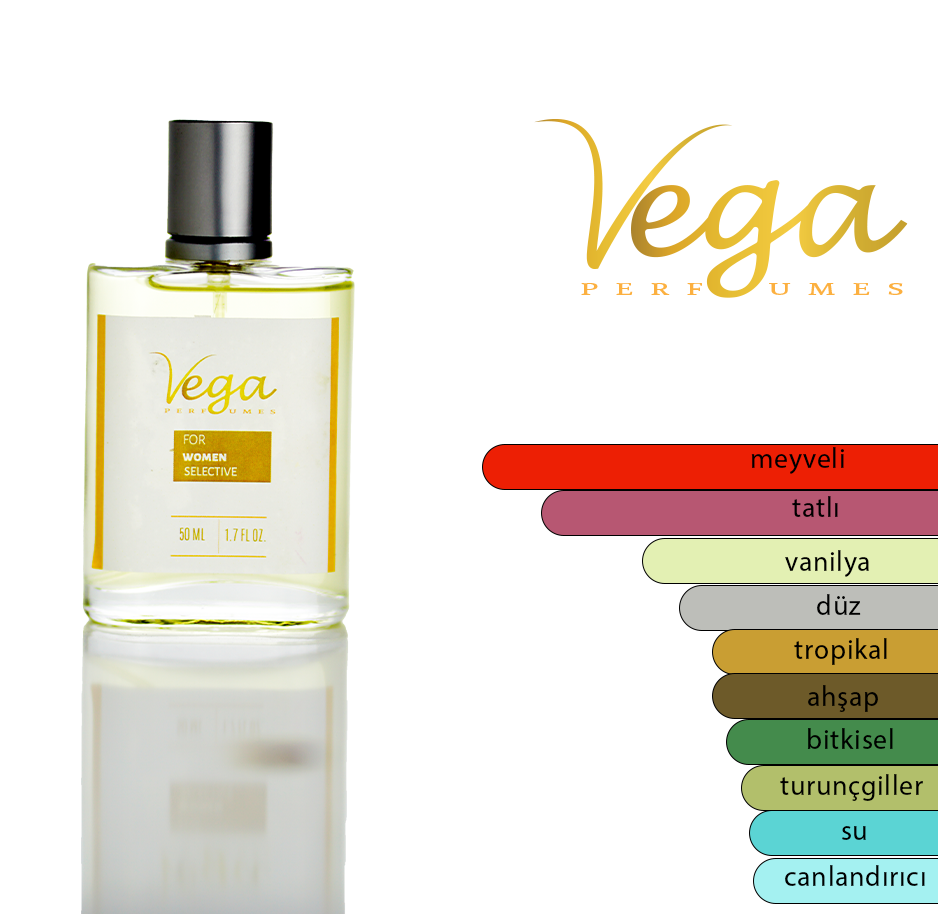 Vega
PERFUMES
Vega
PERFUMES
FOR
WOMEN
SELECTIVE
50 ML 1.7 FL OZ.
meyveli
tatlı
vanilya
düz
tropikal
ahşap
bitkisel
turunçgiller
su
canlandırıcı